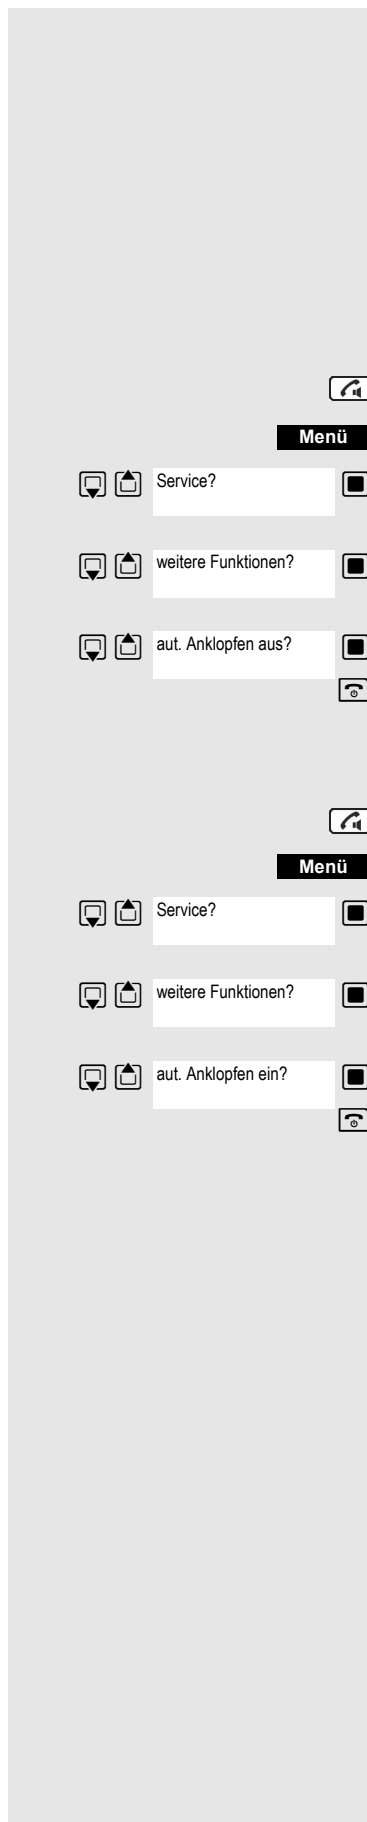 Menü
Service?
weitere Funktionen?
aut. Anklopfen aus?
Menü
Service?
weitere Funktionen?
aut. Anklopfen ein?